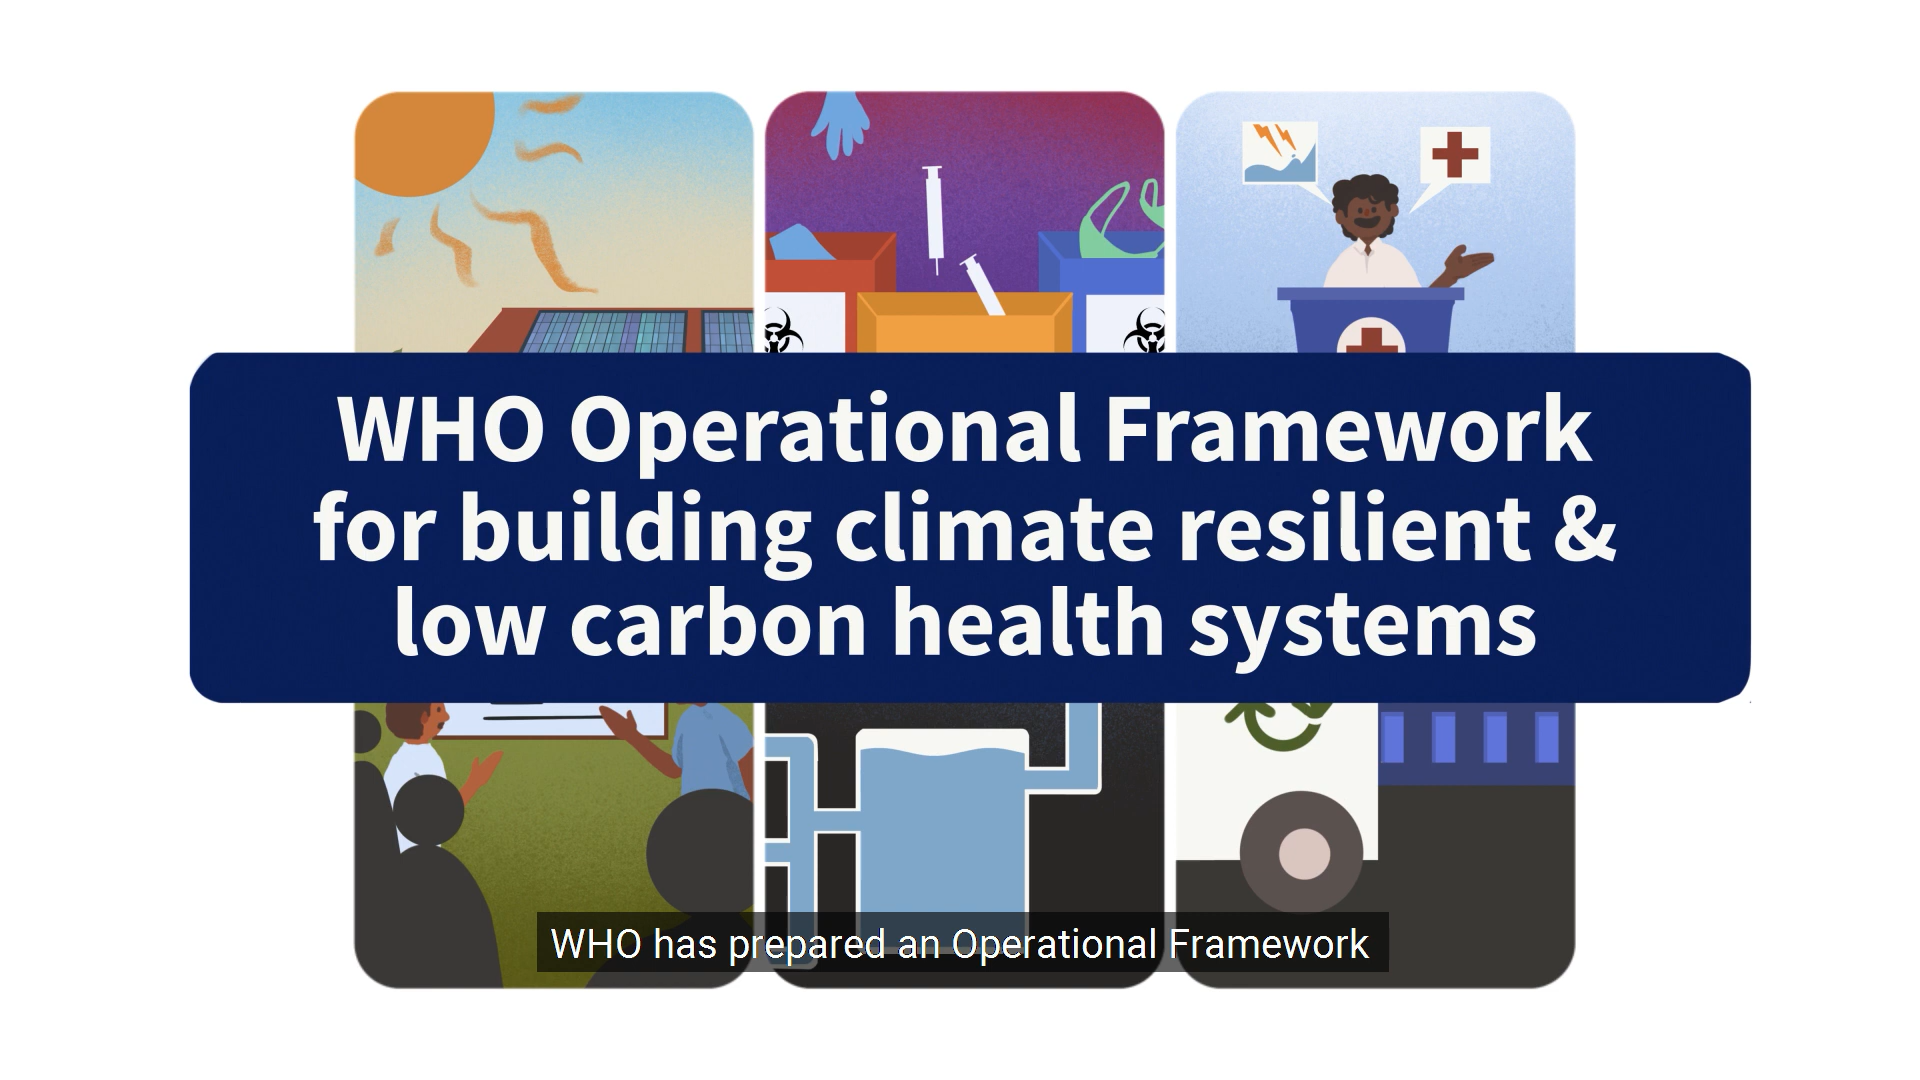 WHO Operational Framework
for building climate resilient &
low carbon health systems
WHO has prepared an Operational Framework